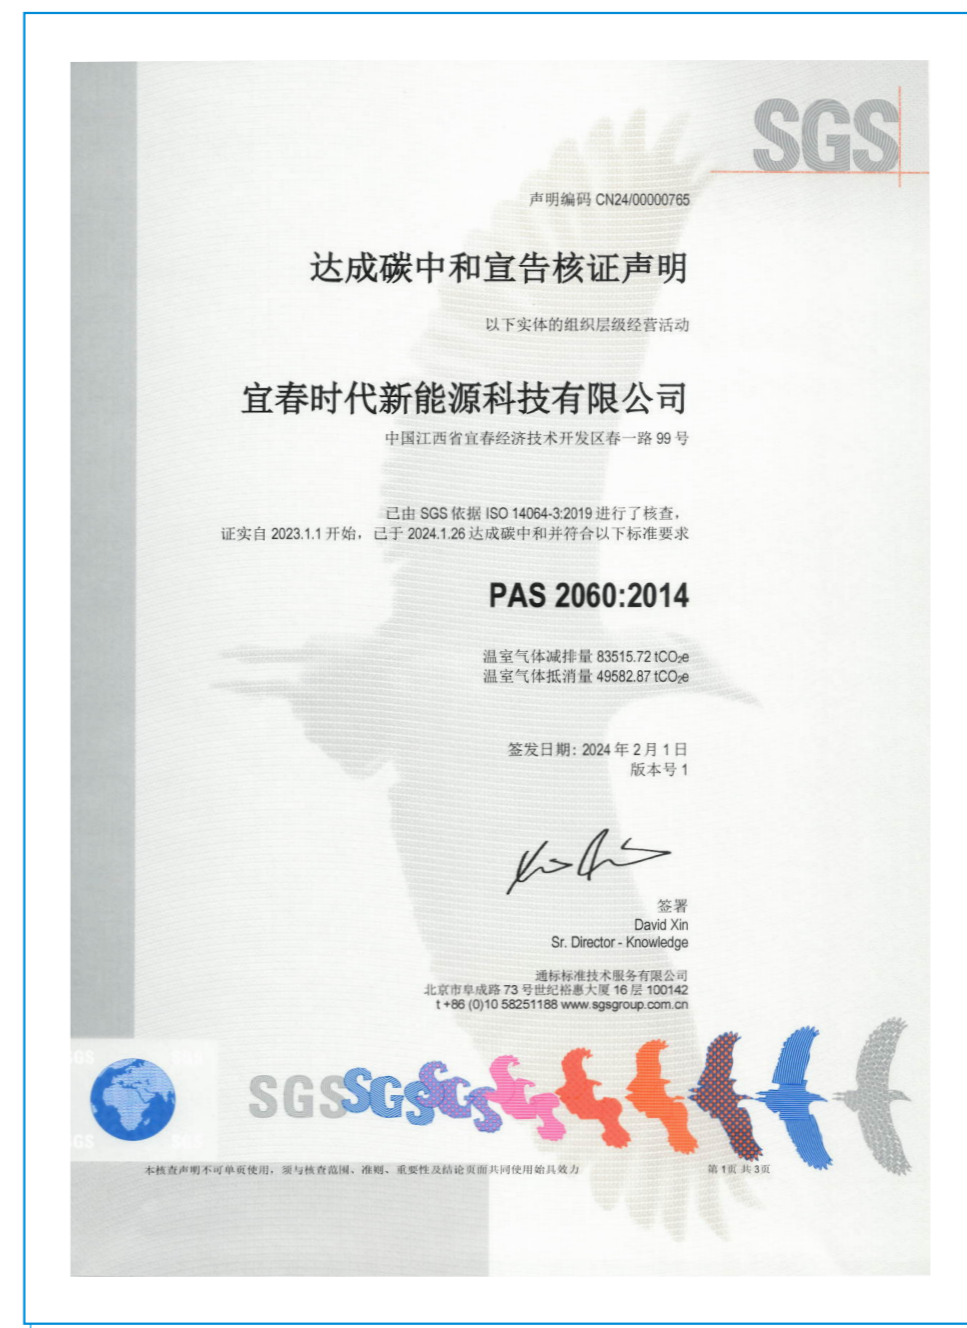 SGS
声明编码 CN24/00000765
达成碳中和宣告核证声明
以下实体的组织层级经营活动
宜春时代新能源科技有限公司
中国江西省宜春经济技术开发区春一路 99 号
已由 SGS 依据 ISO 14064-3:2019 进行了核查，
证实自 2023.1.1 开始，已于 2024.1.26 达成碳中和并符合以下标准要求
PAS 2060:2014
温室气体减排量 83515.72 tCO₂e
温室气体抵消量 49582.87 tCO₂e
签发日期: 2024 年 2 月 1 日
版本号 1
签署
David Xin
Sr. Director - Knowledge
通标标准技术服务有限公司
北京市阜成路 73 号世纪裕惠大厦 16 层 100142
t +86 (0)10 58251188 www.sgsgroup.com.cn
SGS SGS SGS
本核查声明不可单页使用，须与核查范围、准则、重要性及结论页面共同使用始具效力
第 1页 共 3页